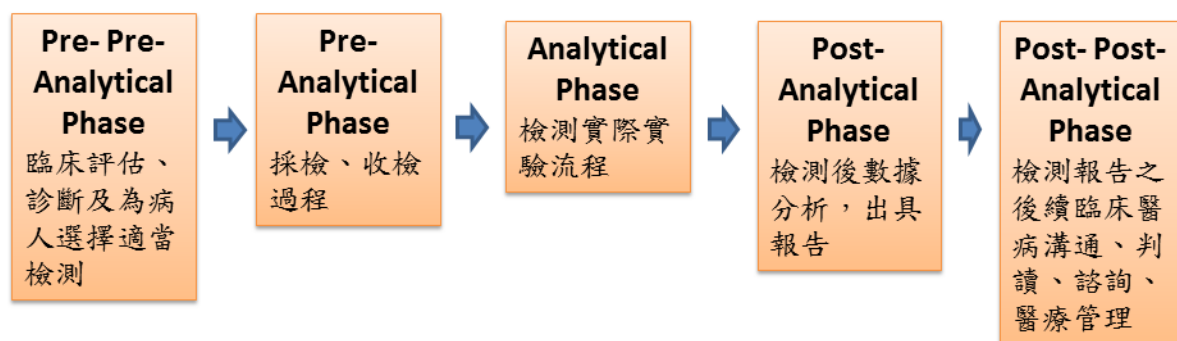 Pre- Pre-
Analytical
Phase
臨床評估、
診斷及為病
人選擇適當
檢測
Pre-
Analytical
Phase
採檢、收檢
過程
Analytical
Phase
檢測實際實
驗流程
Post-
Analytical
Phase
檢測後數據
分析，出具
報告
Post- Post-
Analytical
Phase
檢測報告之
後續臨床醫
病溝通、判
讀、諮詢、
醫療管理